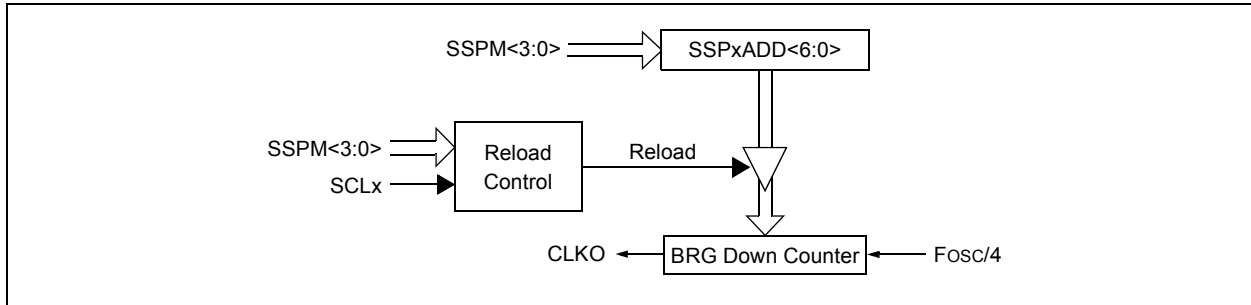 SSPM<3:0>
SSPxADD<6:0>
SSPM<3:0>
SCLx
Reload
Control
Reload
CLKO
BRG Down Counter
FOSC/4